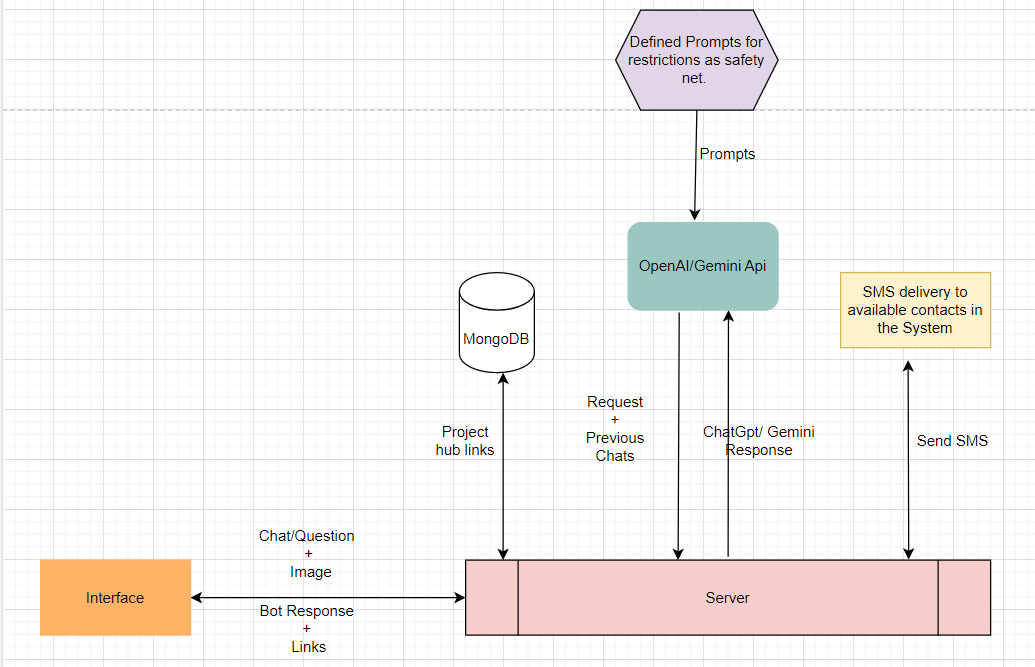 Defined Prompts for
restrictions as safety
net.
Prompts
OpenAI/Gemini Api
SMS delivery to
available contacts in
the System
MongoDB
Request
+
Previous
Chats
ChatGpt/ Gemini
Response
Project
hub links
Send SMS
Chat/Question
+
Image
Interface
Bot Response
+
Links
Server